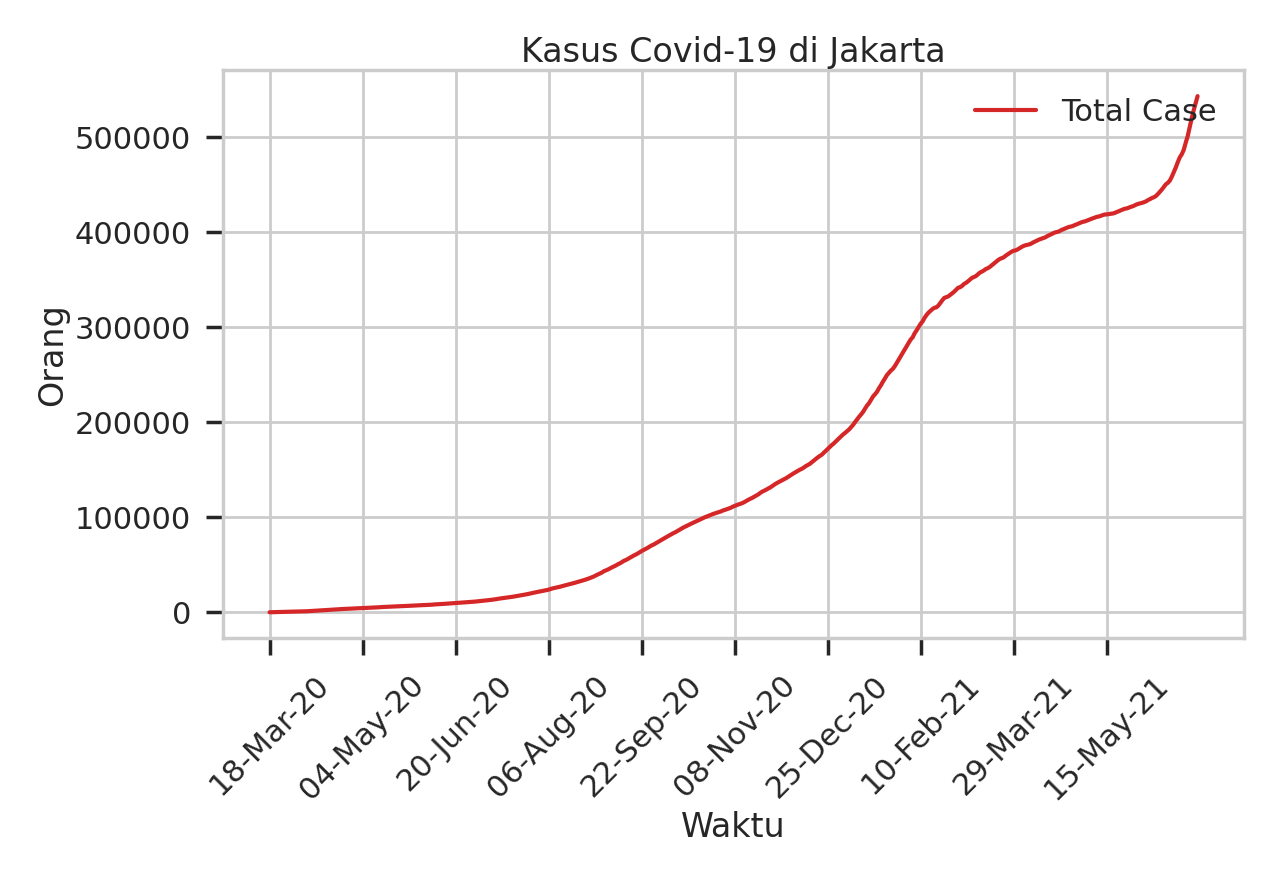 Kasus Covid-19 di Jakarta
Total Case
Orang
500000
400000
300000
200000
100000
0
18-Mar-20
04-May-20
20-Jun-20
06-Aug-20
22-Sep-20
08-Nov-20
25-Dec-20
10-Feb-21
29-Mar-21
15-May-21
Waktu